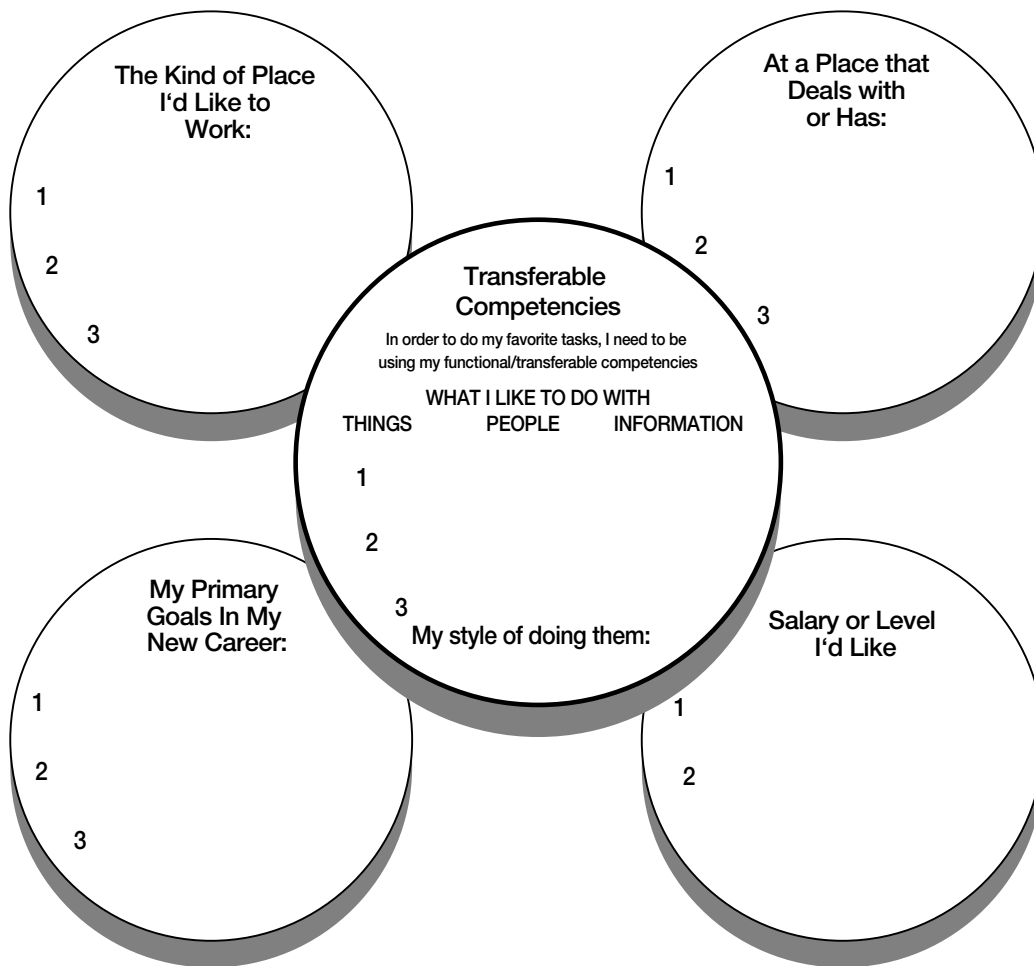 The Kind of Place
I‘d Like to
Work:
1
2
3
At a Place that
Deals with
or Has:
1
2
3
Transferable
Competencies
In order to do my favorite tasks, I need to be
using my functional/transferable competencies
WHAT I LIKE TO DO WITH
THINGS PEOPLE INFORMATION
1
2
3
My style of doing them:
My Primary
Goals In My
New Career:
1
2
3
Salary or Level
I‘d Like
1
2